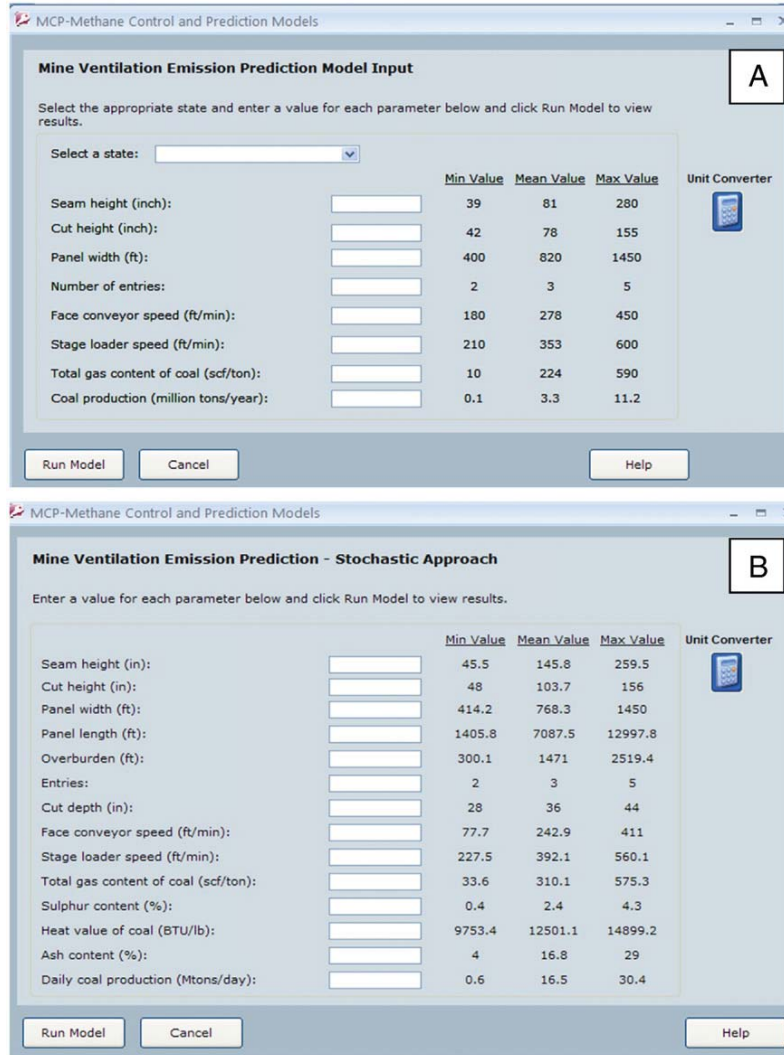 MCP-Methane Control and Prediction Models
A
Mine Ventilation Emission Prediction Model Input
Select the appropriate state and enter a value for each parameter below and click Run Model to view
results.
Select a state:
Min Value Mean Value Max Value Unit Converter
Seam height (inch): 39 81 280
Cut height (inch): 42 78 155
Panel width (ft): 400 820 1450
Number of entries: 2 3 5
Face conveyor speed (ft/min): 180 278 450
Stage loader speed (ft/min): 210 353 600
Total gas content of coal (scf/ton): 10 224 590
Coal production (million tons/year): 0.1 3.3 11.2
Run Model Cancel Help
MCP-Methane Control and Prediction Models
B
Mine Ventilation Emission Prediction - Stochastic Approach
Enter a value for each parameter below and click Run Model to view results.
Min Value Mean Value Max Value Unit Converter
Seam height (in): 45.5 145.8 259.5
Cut height (in): 48 103.7 156
Panel width (ft): 414.2 768.3 1450
Panel length (ft): 1405.8 7087.5 12997.8
Overburden (ft): 300.1 1471 2519.4
Entries: 2 3 5
Cut depth (in): 28 36 44
Face conveyor speed (ft/min): 77.7 242.9 411
Stage loader speed (ft/min): 227.5 392.1 560.1
Total gas content of coal (scf/ton): 33.6 310.1 575.3
Sulphur content (%): 0.4 2.4 4.3
Heat value of coal (BTU/lb): 9753.4 12501.1 14899.2
Ash content (%): 4 16.8 29
Daily coal production (Mtons/day): 0.6 16.5 30.4
Run Model Cancel Help